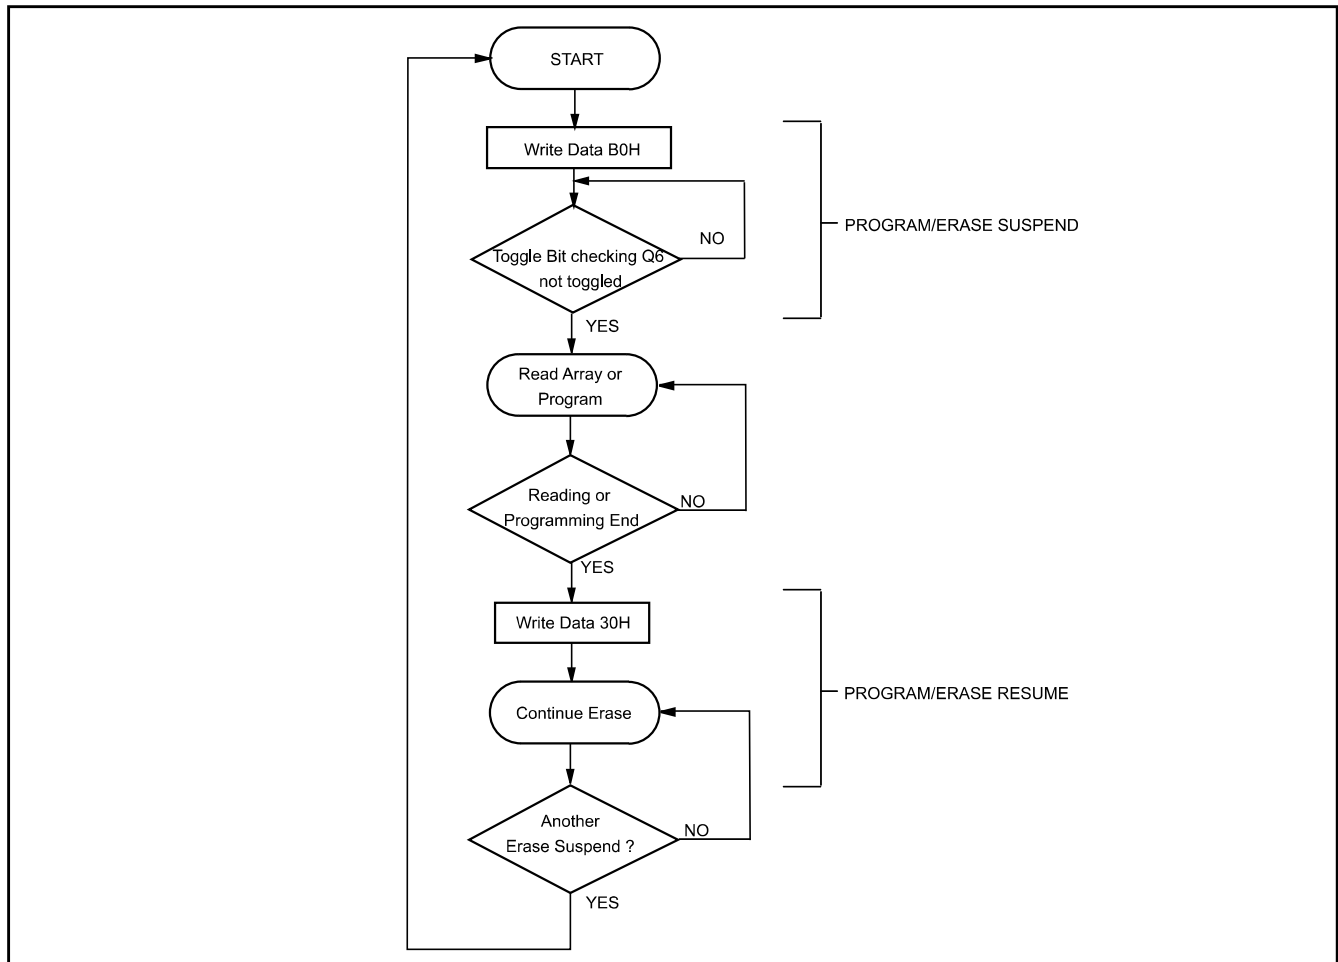 START
Write Data B0H
PROGRAM/ERASE SUSPEND
NO
Toggle Bit checking Q6
not toggled
YES
Read Array or
Program
Reading or
Programming End
NO
YES
Write Data 30H
PROGRAM/ERASE RESUME
Continue Erase
Another
Erase Suspend ?
NO
YES